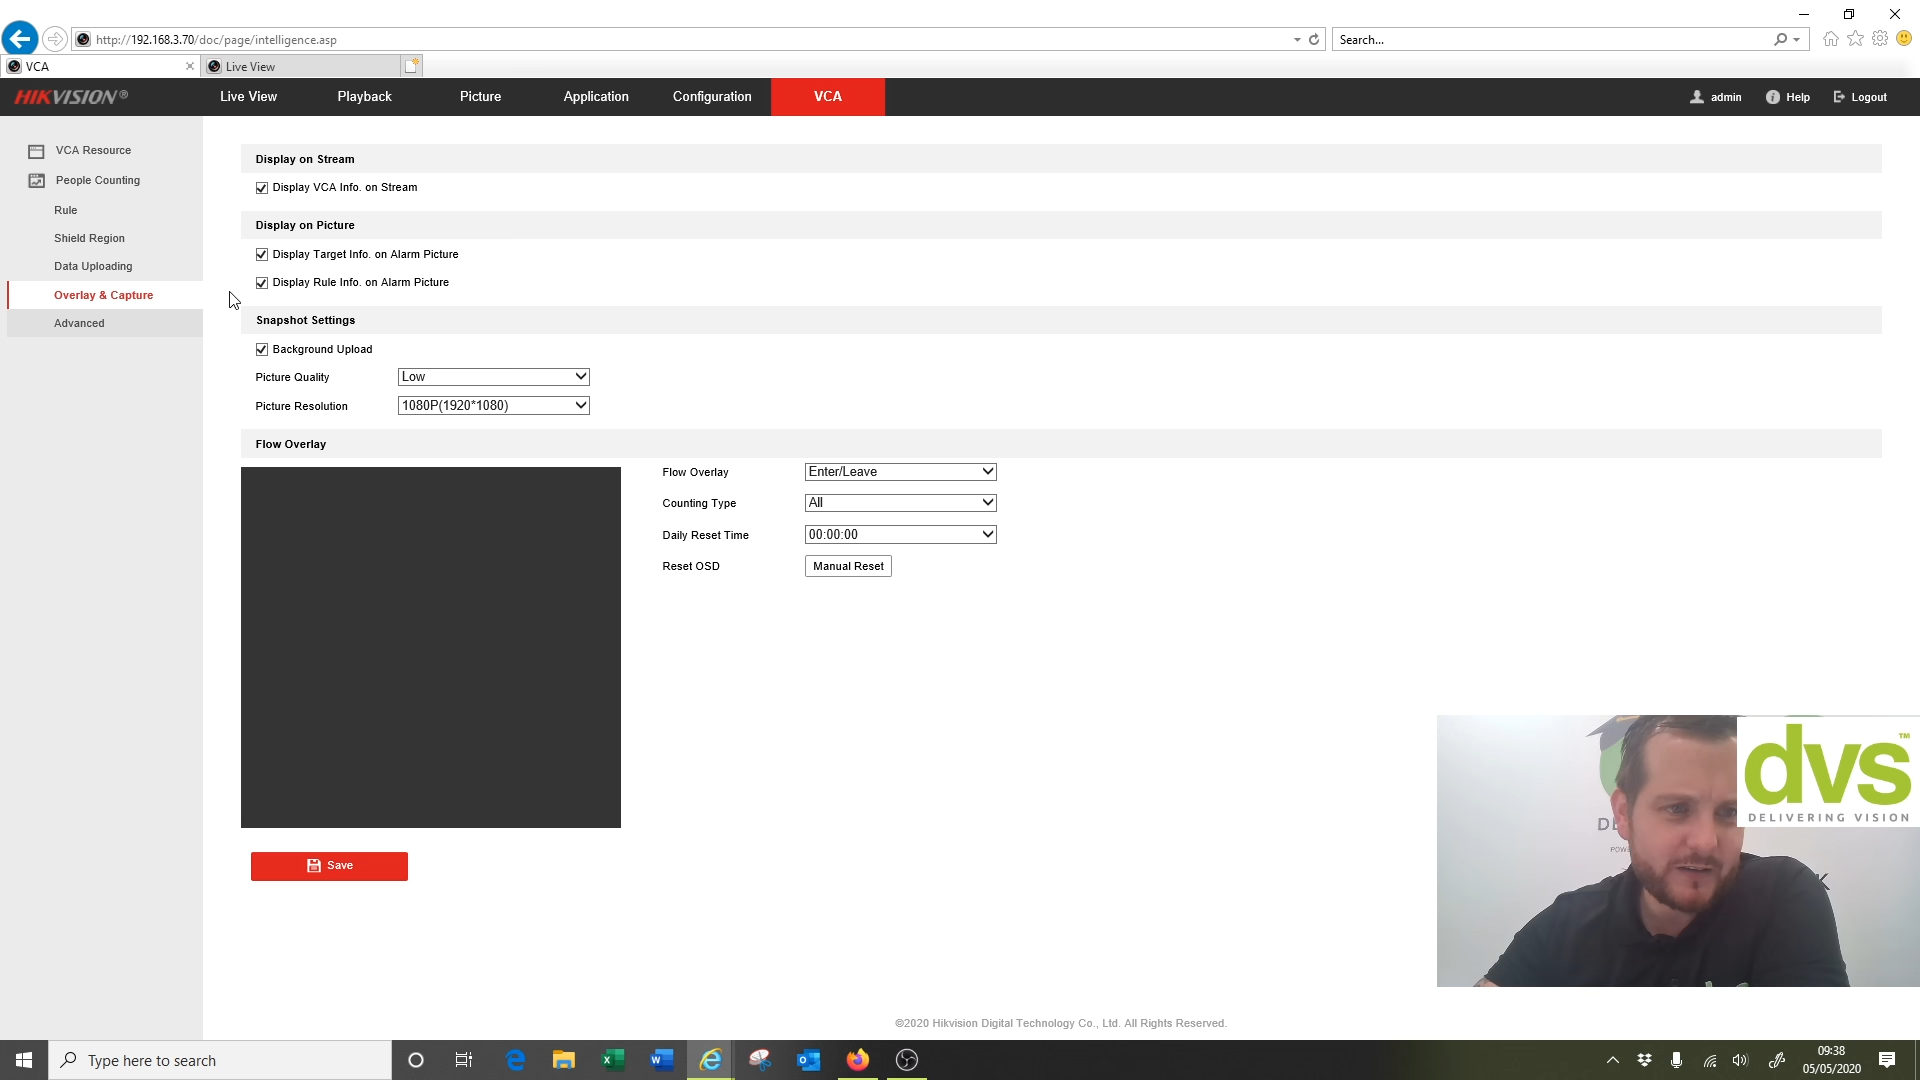 http://192.168.3.70/doc/page/intelligence.asp
Search...
VCA
Live View
HIKVISION®
Live View
Playback
Picture
Application
Configuration
VCA
admin
Help
Logout
VCA Resource
People Counting
Rule
Shield Region
Data Uploading
Overlay & Capture
Advanced
Display on Stream
Display VCA Info. on Stream
Display on Picture
Display Target Info. on Alarm Picture
Display Rule Info. on Alarm Picture
Snapshot Settings
Background Upload
Picture Quality
Low
Picture Resolution
1080P(1920*1080)
Flow Overlay
Flow Overlay
Enter/Leave
Counting Type
All
Daily Reset Time
00:00:00
Reset OSD
Manual Reset
Save
dvs™
DELIVERING VISION
©2020 Hikvision Digital Technology Co., Ltd. All Rights Reserved.
Type here to search
09:38
05/05/2020